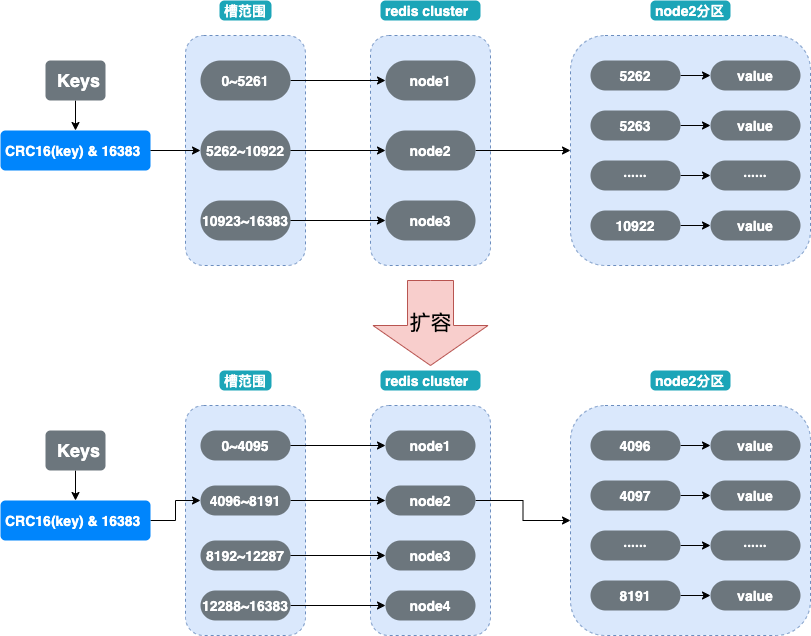 槽范围
redis cluster
node2分区
Keys
CRC16(key) & 16383
0~5261
5262~10922
10923~16383
node1
node2
node3
5262
value
5263
value
······
······
10922
value
扩容
槽范围
redis cluster
node2分区
Keys
CRC16(key) & 16383
0~4095
4096~8191
8192~12287
12288~16383
node1
node2
node3
node4
4096
value
4097
value
······
······
8191
value